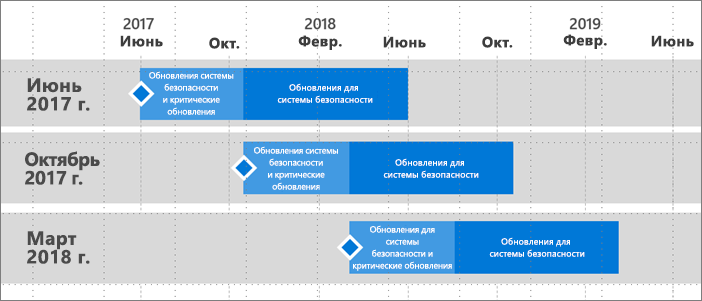 2017
2018
2019
Июнь
Окт.
Февр.
Июнь
Окт.
Февр.
Июнь
Июнь
2017 г.
Обновления системы
безопасности
и критические
обновления
Обновления для
системы безопасности
Октябрь
2017 г.
Обновления системы
безопасности
и критические
обновления
Обновления для
системы безопасности
Март
2018 г.
Обновления для
системы
безопасности и
критические обновления
Обновления для
системы безопасности